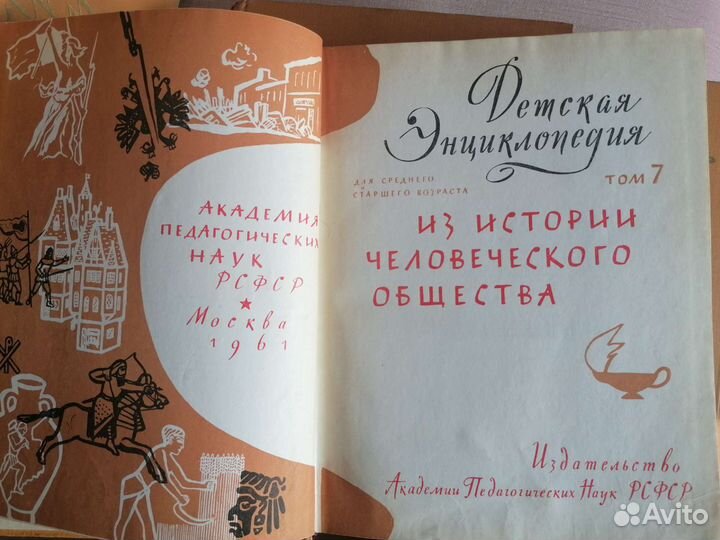 АКАДЕМИЯ
ПЕДАГОГИЧЕСКИХ
НАУК
РСФСР
Москва
1961
Детская
Энциклопедия
ДЛЯ СРЕДНЕГО
И
СТАРШЕГО ВОЗРАСТА
ТОМ 7
ИЗ ИСТОРИИ
ЧЕЛОВЕЧЕСКОГО
ОБЩЕСТВА
Издательство
Академии Педагогических Наук РСФСР
Avito